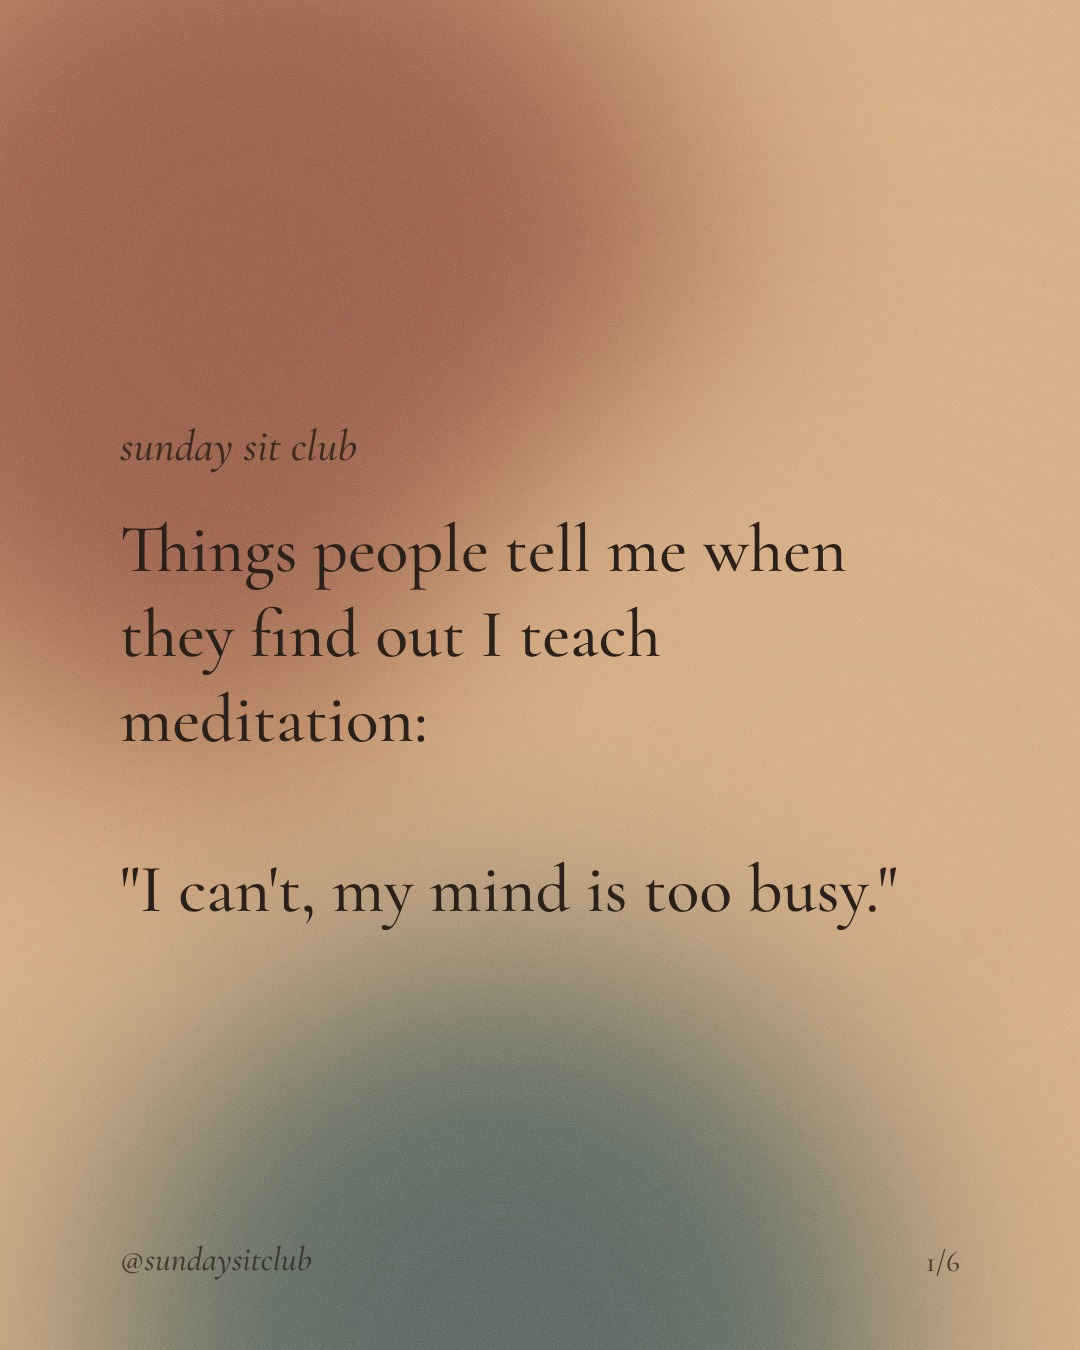 sunday sit club
Things people tell me when
they find out I teach
meditation:
"I can't, my mind is too busy."
@sundaysitclub
1/6